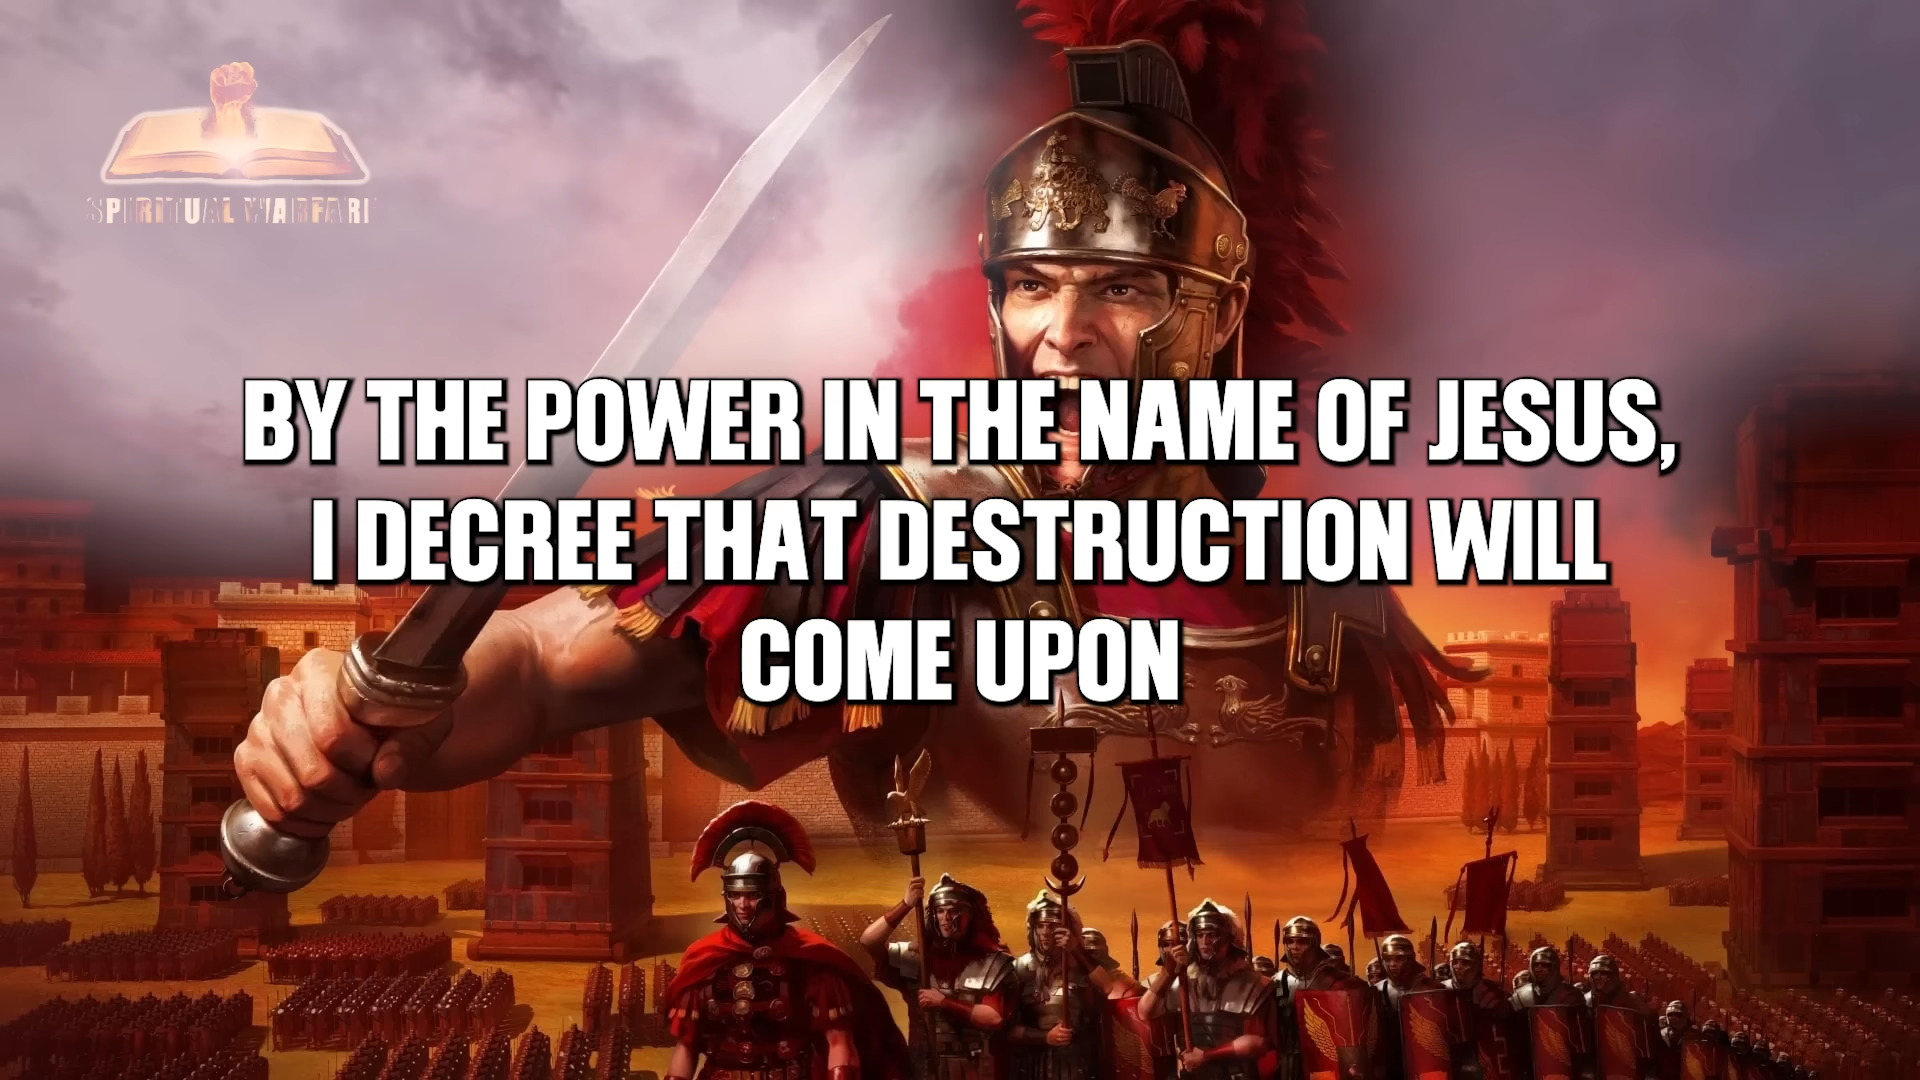 SPIRITUAL WARFARE
BY THE POWER IN THE NAME OF JESUS,
I DECREE THAT DESTRUCTION WILL
COME UPON